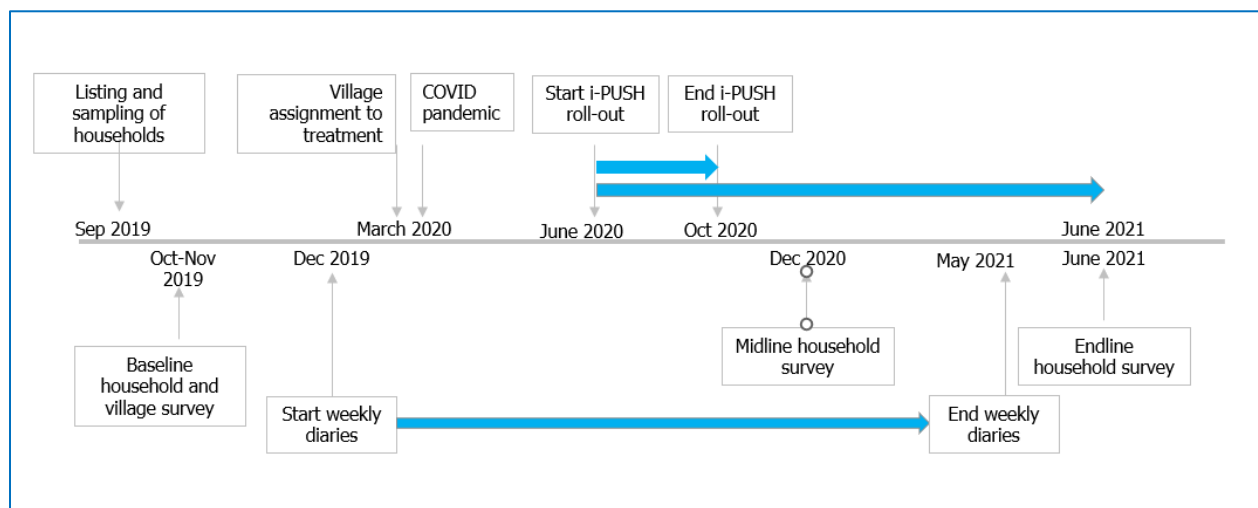 Listing and
sampling of
households
Village
assignment to
treatment
COVID
pandemic
Start i-PUSH
roll-out
End i-PUSH
roll-out
Sep 2019
March 2020
June 2020
Oct 2020
June 2021
Oct-Nov
2019
Dec 2019
Dec 2020
May 2021
June 2021
Baseline
household and
village survey
Start weekly
diaries
Midline household
survey
End weekly
diaries
Endline
household survey